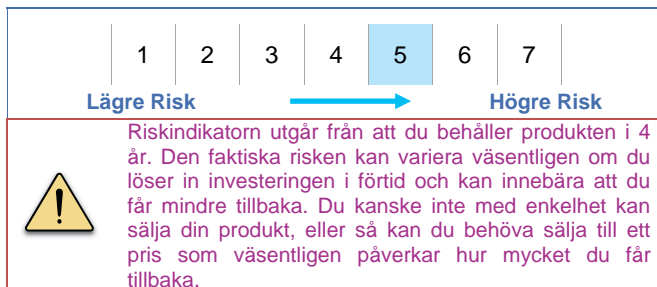 1 2 3 4 5 6 7
Lägre Risk Högre Risk
Riskindikatorn utgår från att du behåller produkten i 4
år. Den faktiska risken kan variera väsentligen om du
löser in investeringen i förtid och kan innebära att du
får mindre tillbaka. Du kanske inte med enkelhet kan
sälja din produkt, eller så kan du behöva sälja till ett
pris som väsentligen påverkar hur mycket du får
tillbaka.